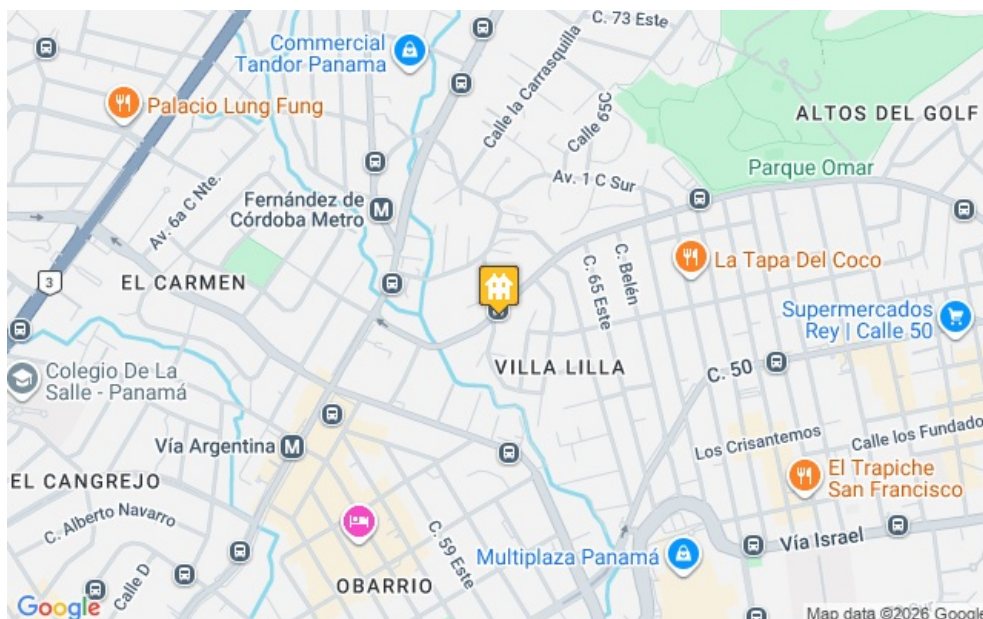 C. 73 Este
Commercial
Tandor Panama
Palacio Lung Fung
Calle la Carrasquilla
Calle 65C
ALTOS DEL GOLF
Parque Omar
Av. 1 C Sur
Av. 6a C Nte.
Fernández de
Córdoba Metro
M
La Tapa Del Coco
C. Belén
C. 65 Este
3
EL CARMEN
Supermercados
Rey | Calle 50
Colegio De La
Salle - Panamá
VILLA LILLA
C. 50
Vía Argentina
M
Los Crisantemos
Calle los Fundado
EL CANGREJO
El Trapiche
San Francisco
C. Alberto Navarro
C. 59 Este
Vía Israel
Multiplaza Panamá
Calle D
OBARRIO
Google
Map data ©2026 Google